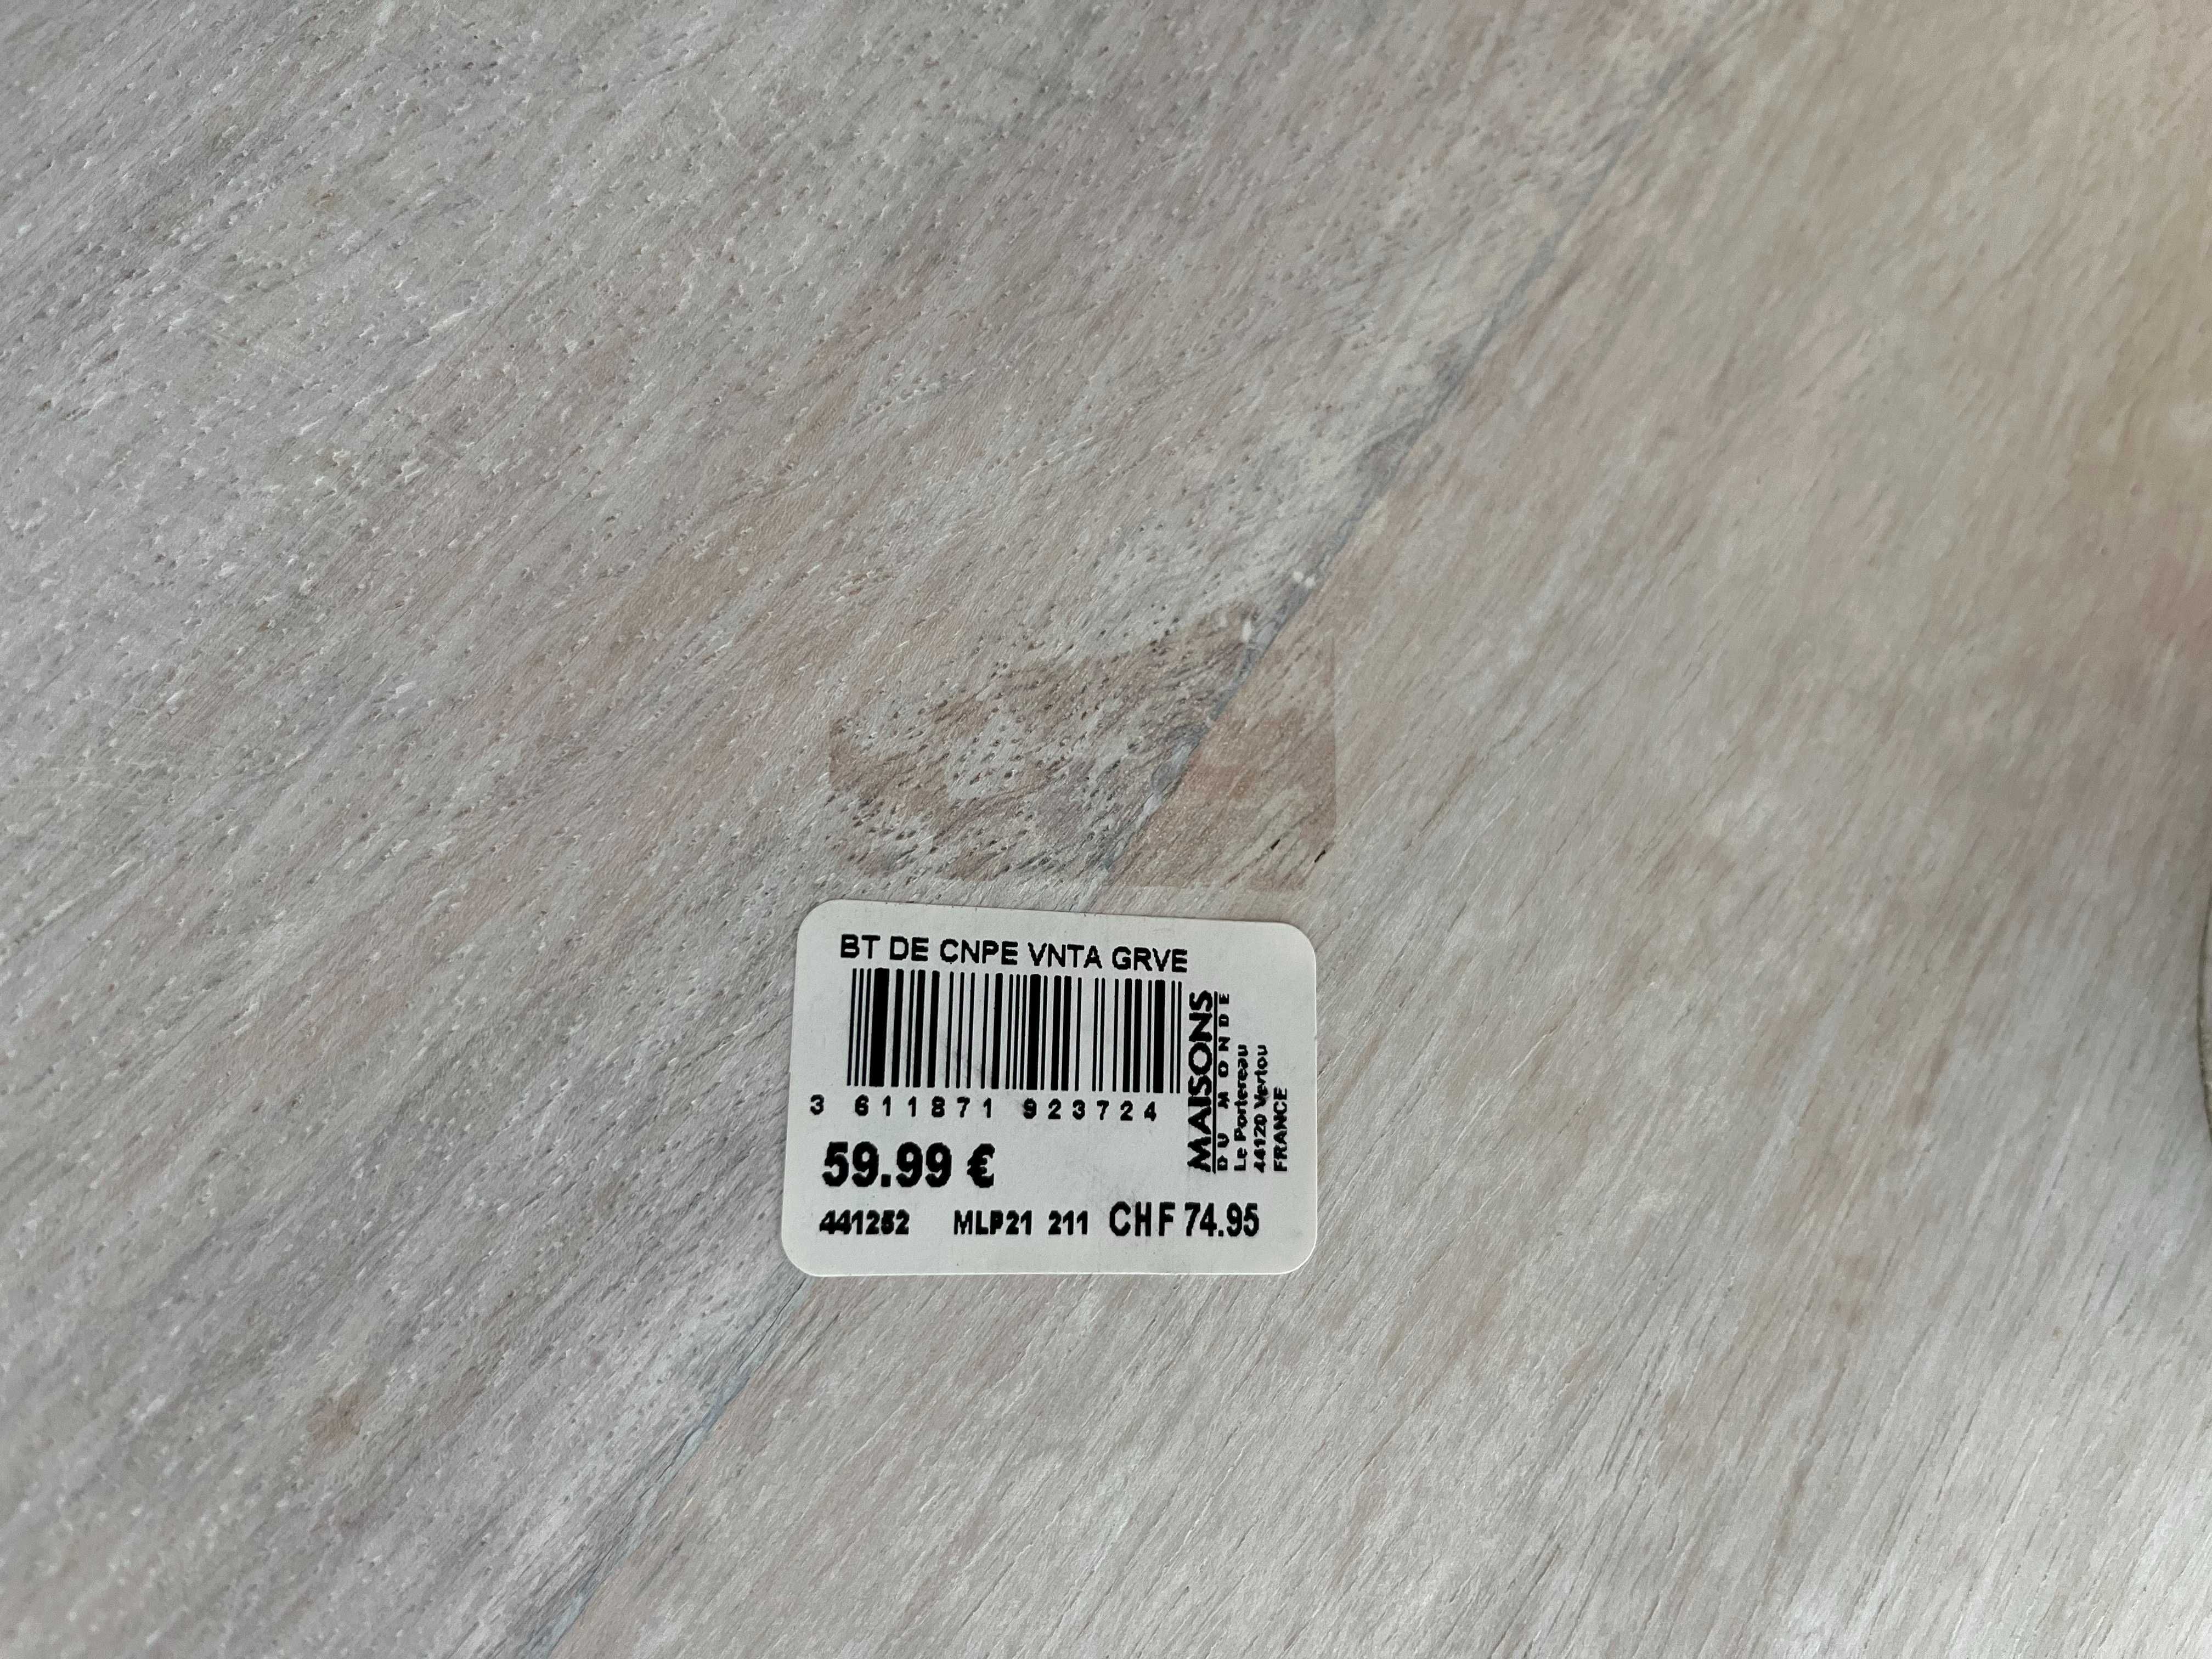 BT DE CNPE VNTA GRVE
3 611871 923724
59.99 €
441252 MLP21 211 CHF 74.95
MAISONS
DU MONDE
Le Portereau
44120 Vertou
FRANCE